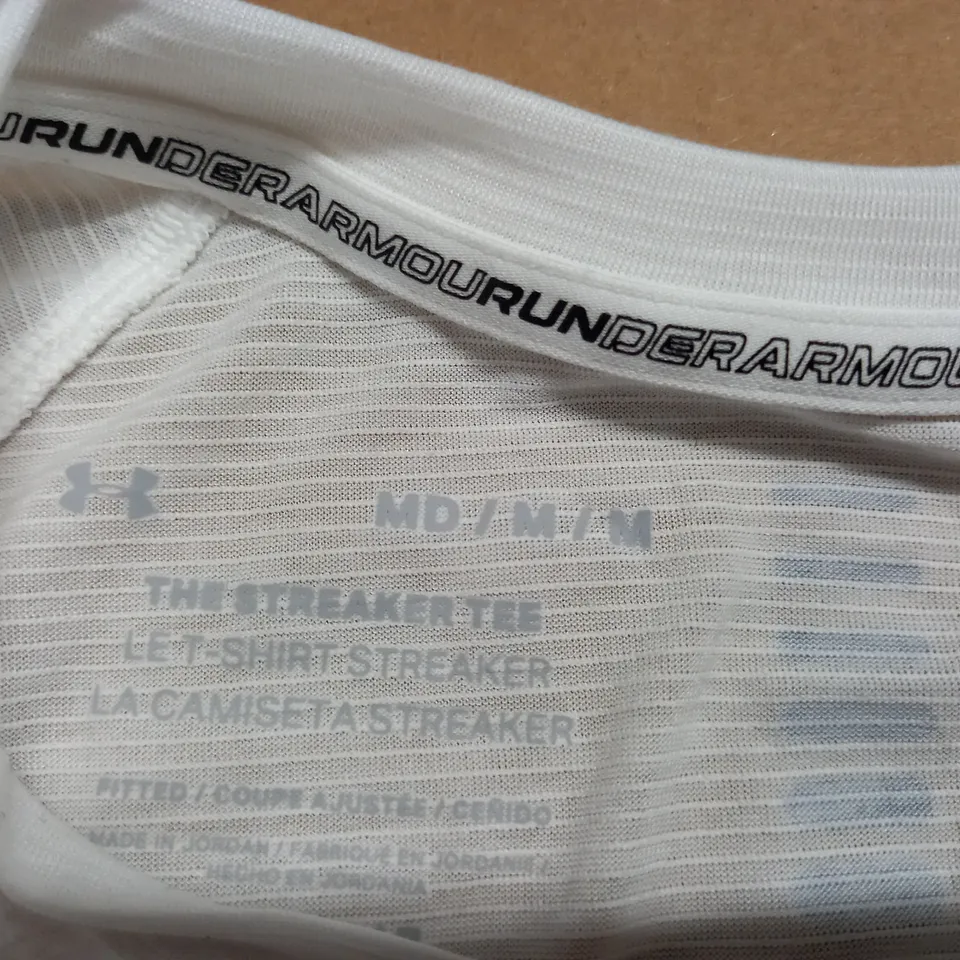 URUNDERARMOURUNDERARMOU
MD / M / M
THE STREAKER TEE
LE T-SHIRT STREAKER
LA CAMISETA STREAKER
FITTED / COUPE AJUSTÉE / CEÑIDO
MADE IN JORDAN / FABRIQUÉ EN JORDANIE /
HECHO EN JORDANIA